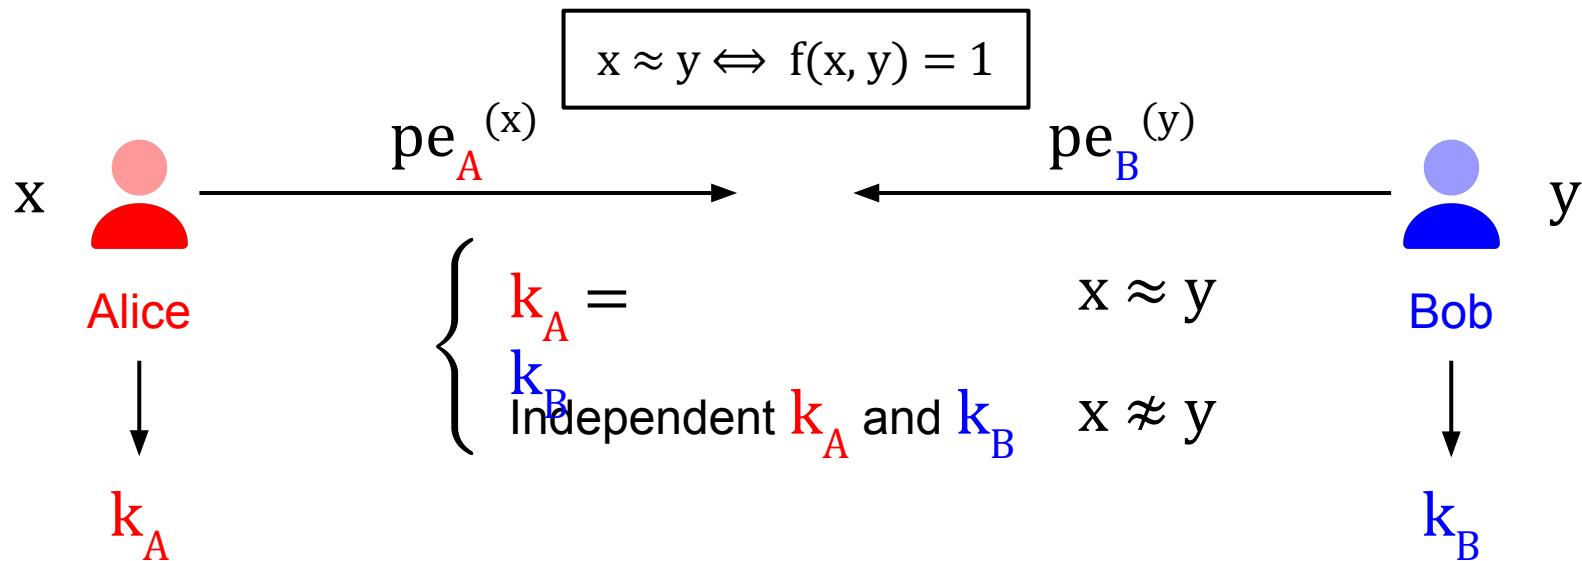 x ≈ y ⟺ f(x, y) = 1
pe_A^(x)
pe_B^(y)
x
y
Alice
Bob
k_A =
k_B
x ≈ y
Independent k_A and k_B
x ≉ y
k_A
k_B